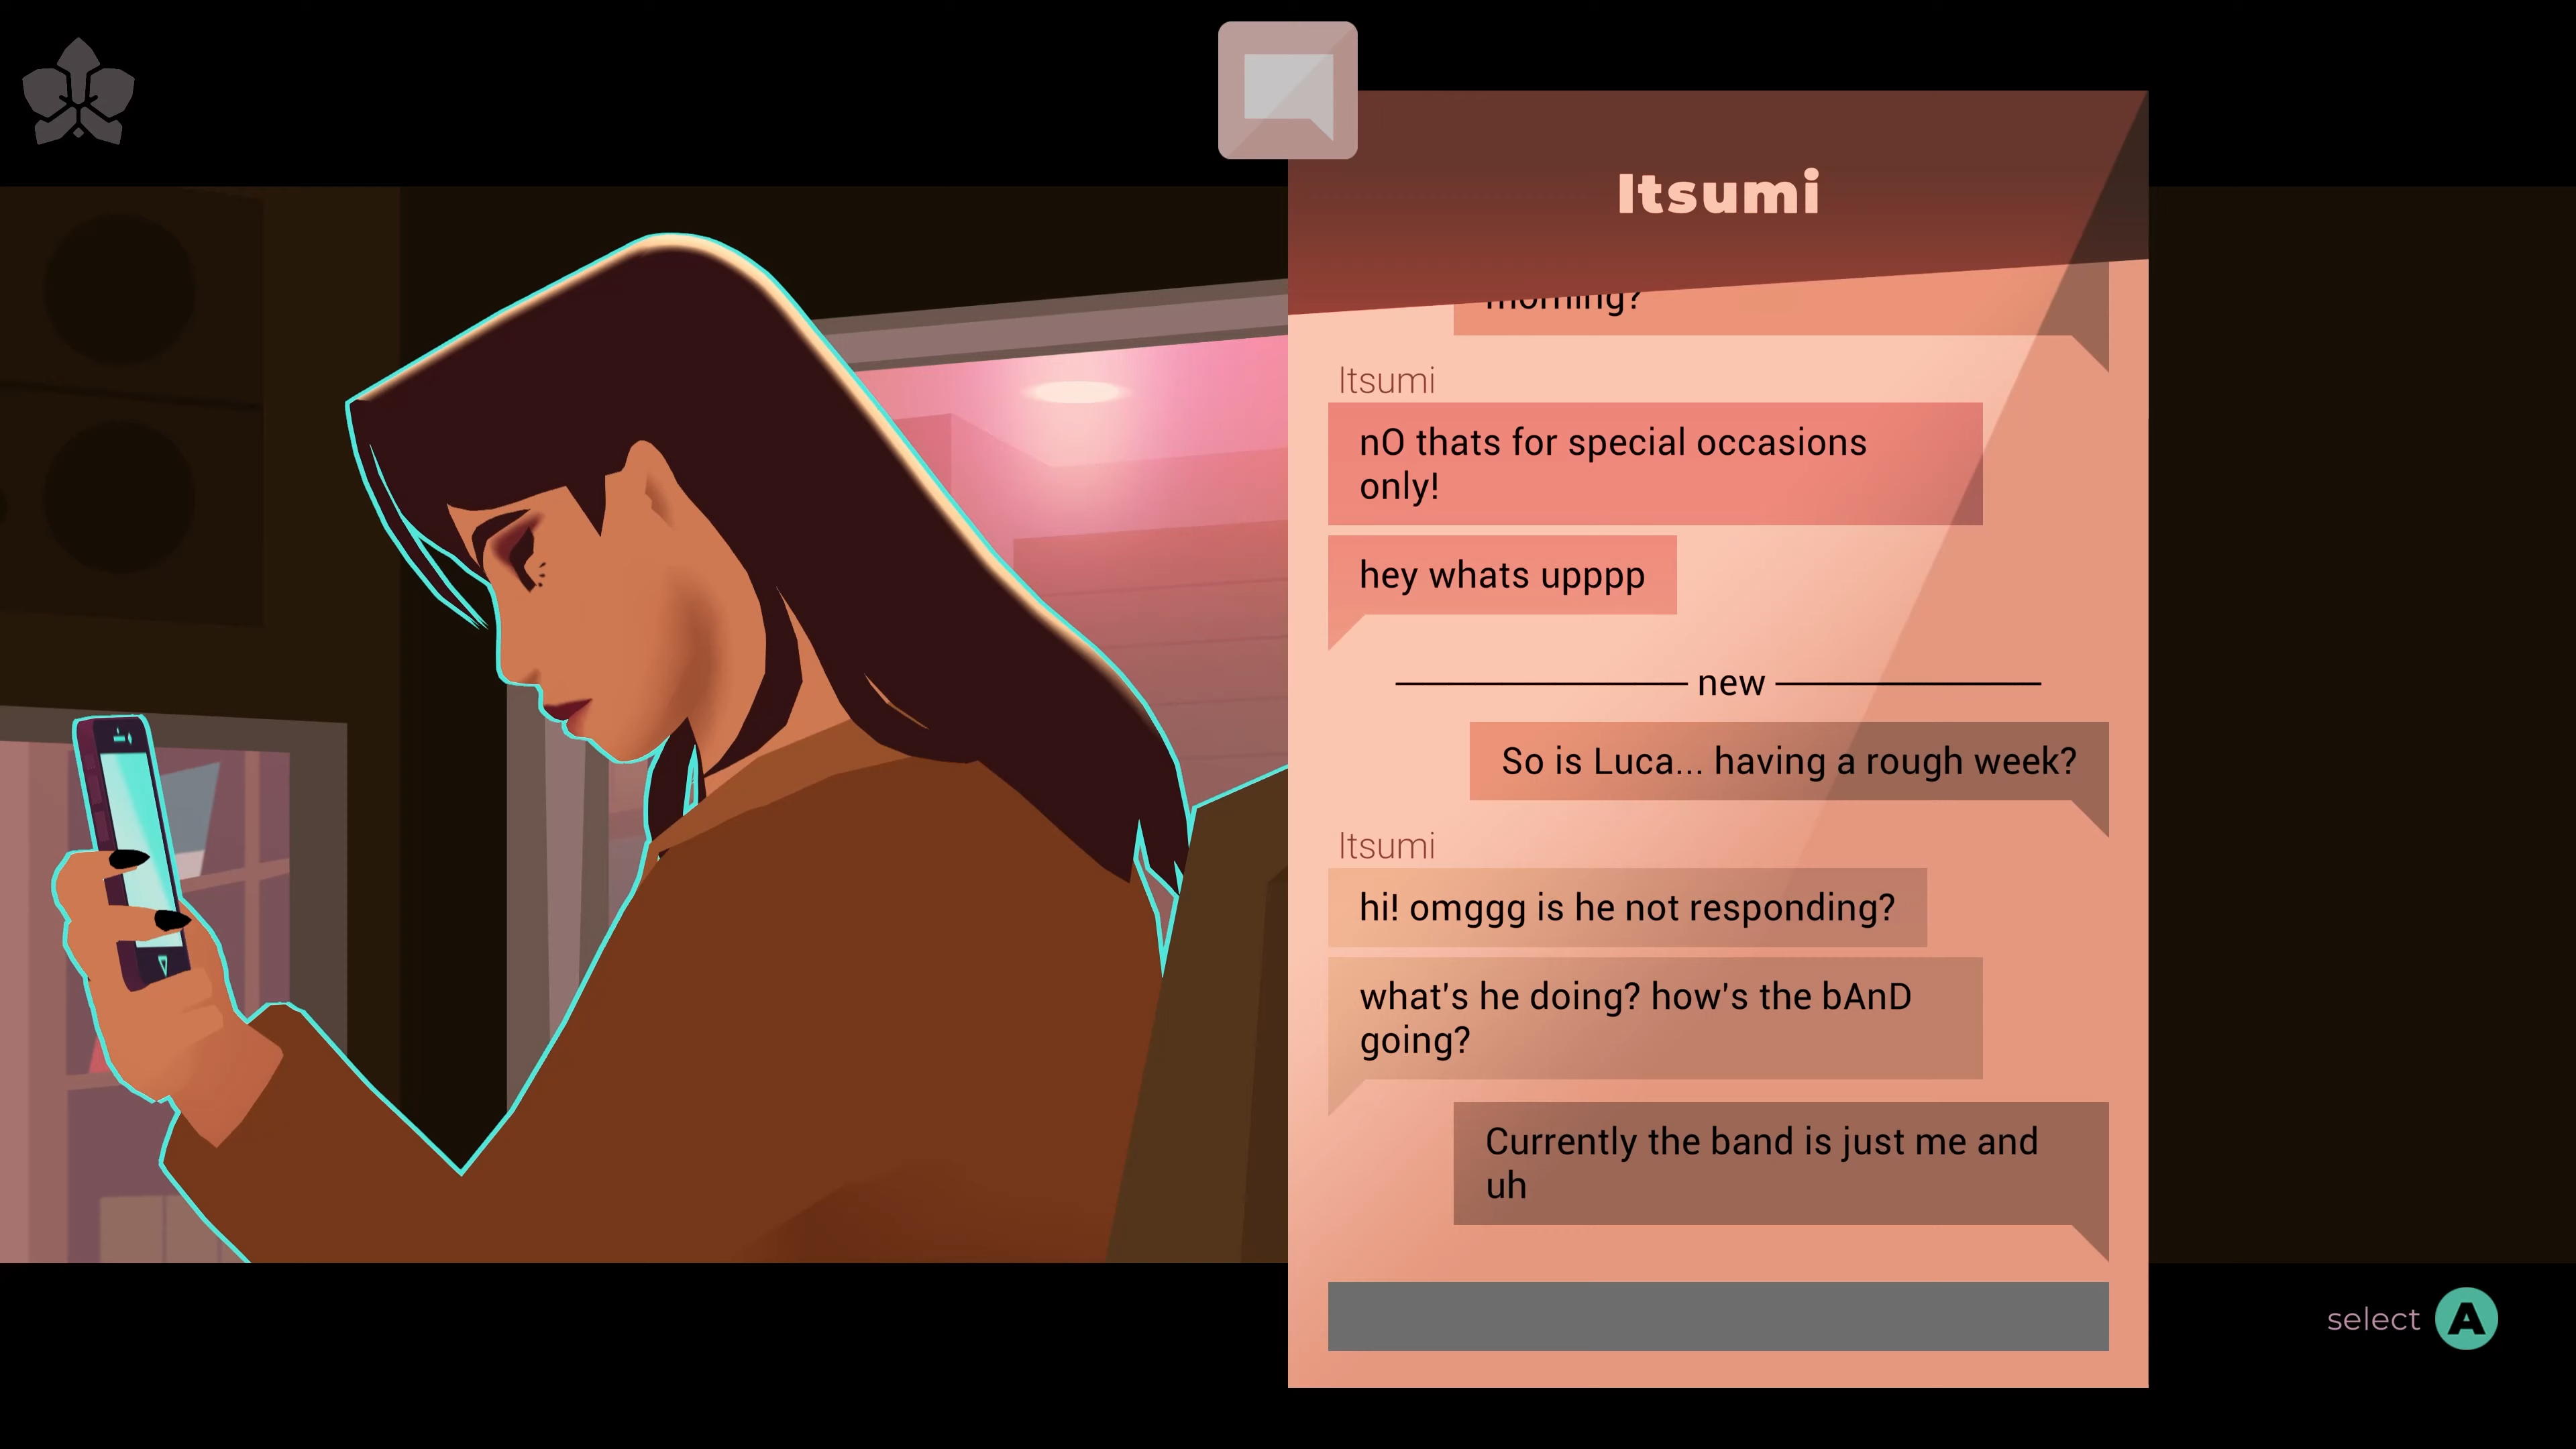 Itsumi
morning?
Itsumi
nO thats for special occasions
only!
hey whats upppp
new
So is Luca... having a rough week?
Itsumi
hi! omggg is he not responding?
what's he doing? how's the bAnD
going?
Currently the band is just me and
uh
select A